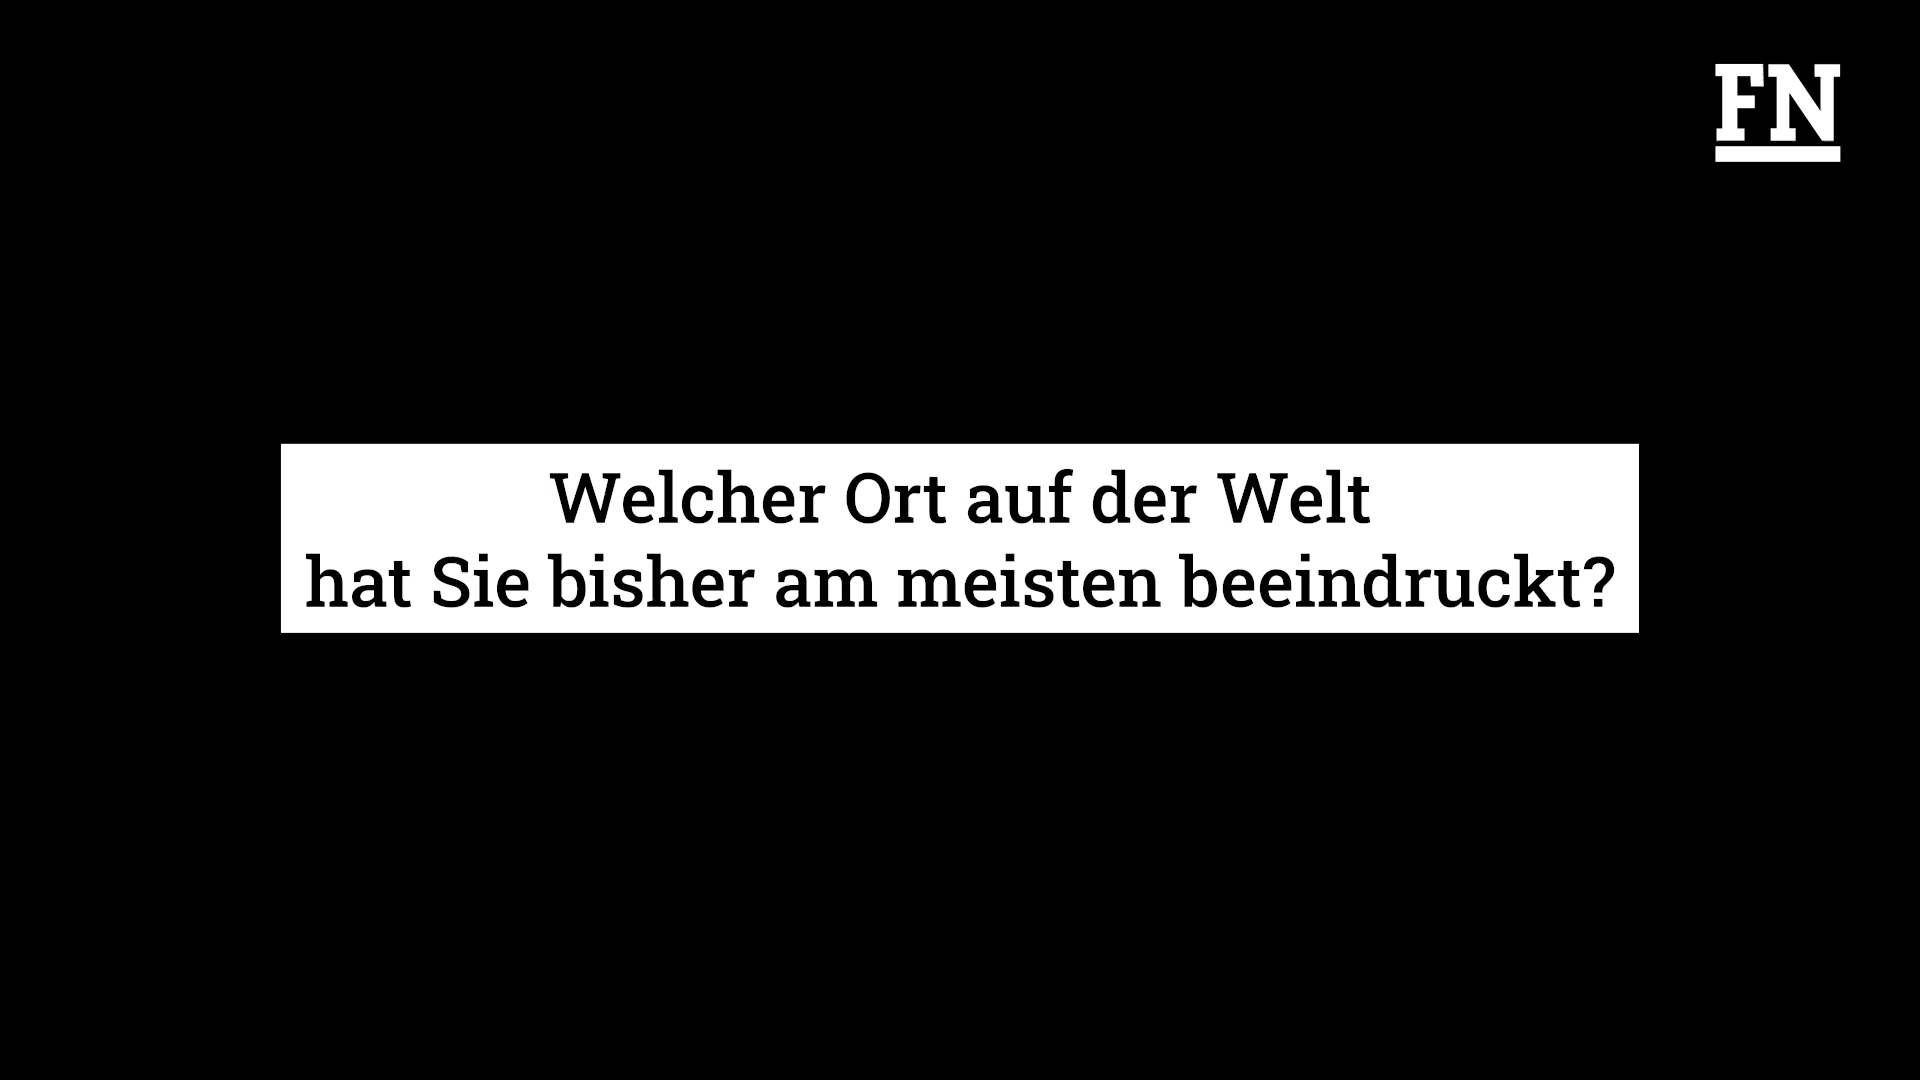 FN
Welcher Ort auf der Welt
hat Sie bisher am meisten beeindruckt?